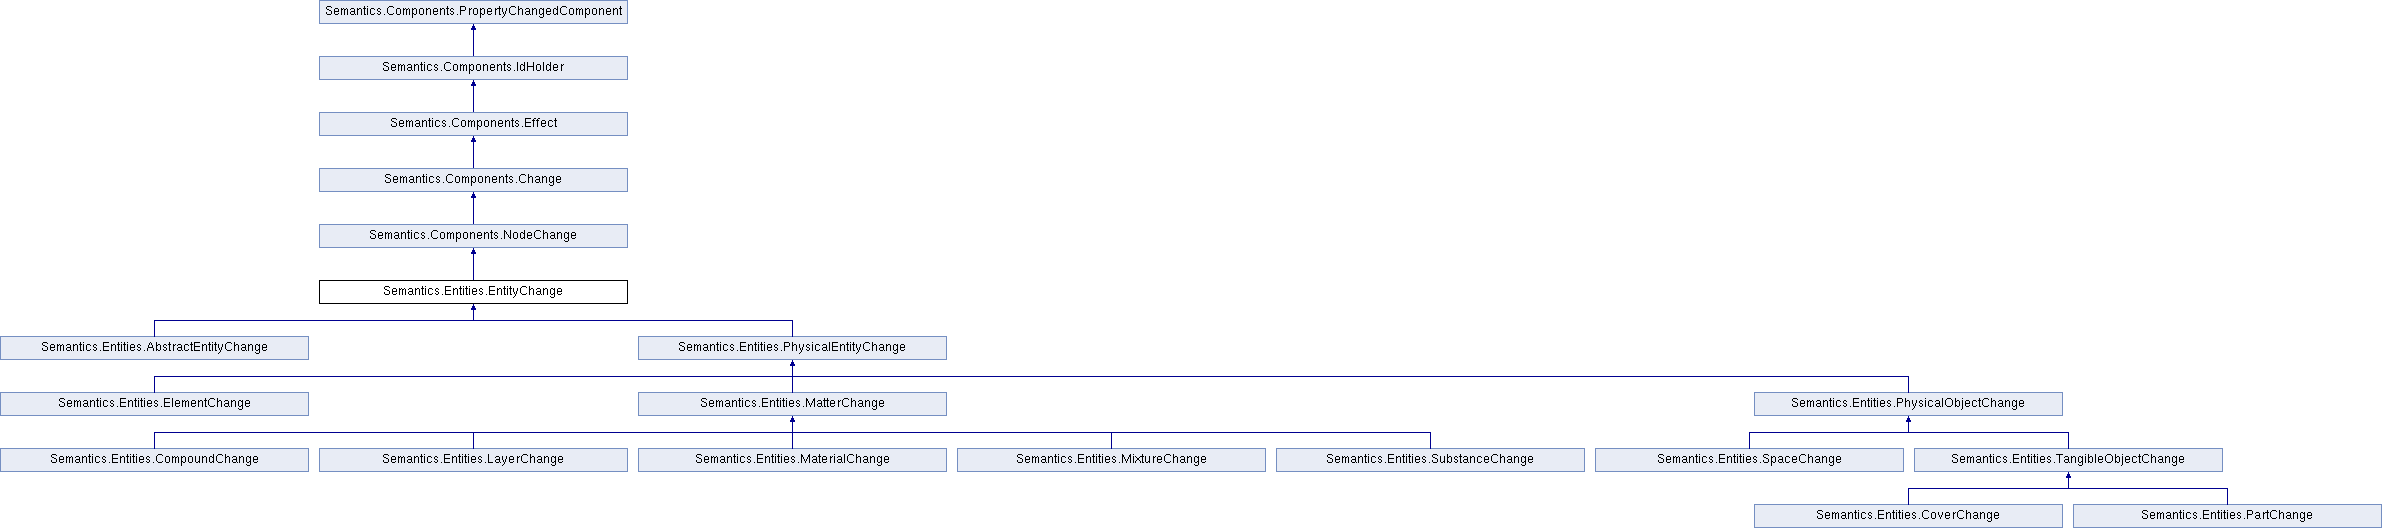 Semantics.Components.PropertyChangedComponent
Semantics.Components.IdHolder
Semantics.Components.Effect
Semantics.Components.Change
Semantics.Components.NodeChange
Semantics.Entities.EntityChange
Semantics.Entities.AbstractEntityChange
Semantics.Entities.PhysicalEntityChange
Semantics.Entities.ElementChange
Semantics.Entities.MatterChange
Semantics.Entities.PhysicalObjectChange
Semantics.Entities.CompoundChange
Semantics.Entities.LayerChange
Semantics.Entities.MaterialChange
Semantics.Entities.MixtureChange
Semantics.Entities.SubstanceChange
Semantics.Entities.SpaceChange
Semantics.Entities.TangibleObjectChange
Semantics.Entities.CoverChange
Semantics.Entities.PartChange